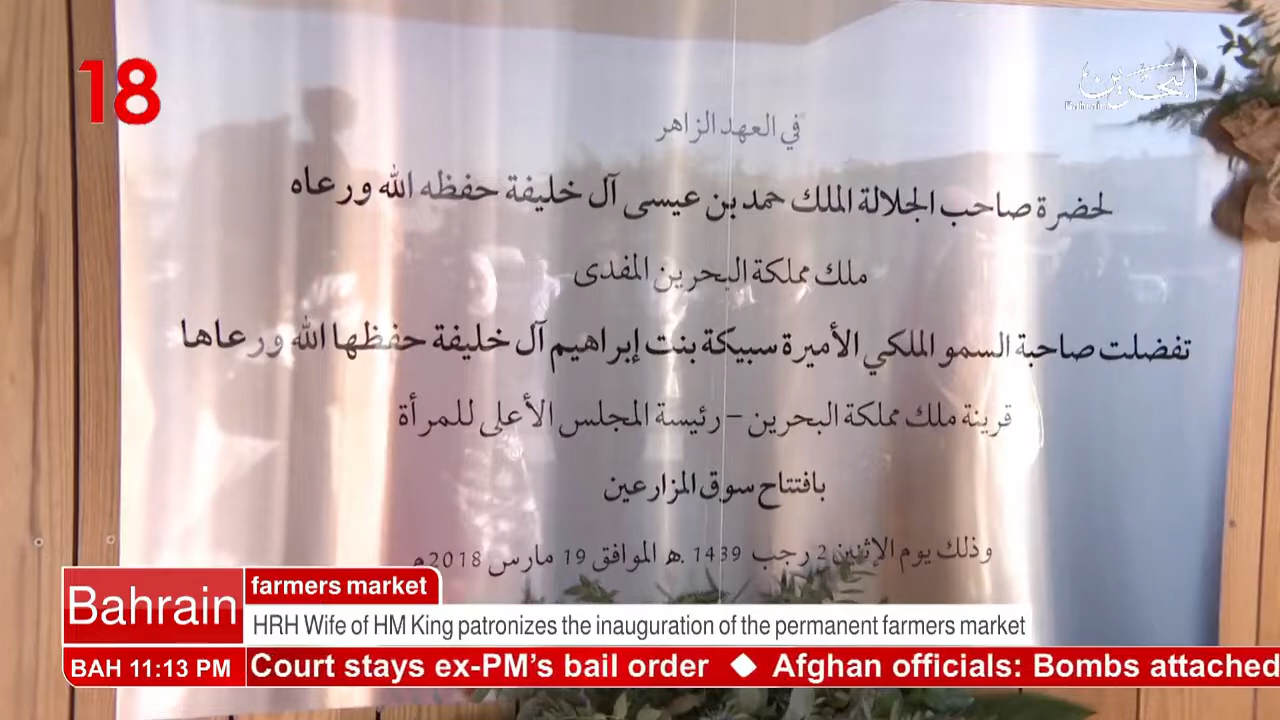 18
البحرين
Bahrain
في العهد الزاهر
لحضرة صاحب الجلالة الملك حمد بن عيسى آل خليفة حفظه الله ورعاه
ملك مملكة البحرين المفدى
تفضلت صاحبة السمو الملكي الأميرة سبيكة بنت إبراهيم آل خليفة حفظها الله ورعاها
قرينة ملك مملكة البحرين – رئيسة المجلس الأعلى للمرأة
بافتتاح سوق المزارعين
وذلك يوم الإثنين 2 رجب 1439 هـ. الموافق 19 مارس 2018م
farmers market
Bahrain
HRH Wife of HM King patronizes the inauguration of the permanent farmers market
BAH 11:13 PM
Court stays ex-PM's bail order ◆ Afghan officials: Bombs attached